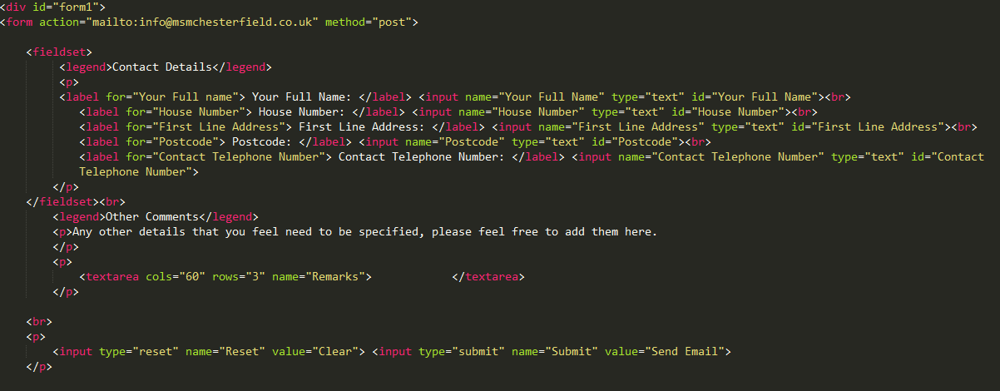 <div id="form1">
<form action="mailto:info@msmchesterfield.co.uk" method="post">
<fieldset>
<legend>Contact Details</legend>
<p>
<label for="Your Full name"> Your Full Name: </label> <input name="Your Full Name" type="text" id="Your Full Name"><br>
<label for="House Number"> House Number: </label> <input name="House Number" type="text" id="House Number"><br>
<label for="First Line Address"> First Line Address: </label> <input name="First Line Address" type="text" id="First Line Address"><br>
<label for="Postcode"> Postcode: </label> <input name="Postcode" type="text" id="Postcode"><br>
<label for="Contact Telephone Number"> Contact Telephone Number: </label> <input name="Contact Telephone Number" type="text" id="Contact
Telephone Number">
</p>
</fieldset><br>
<legend>Other Comments</legend>
<p>Any other details that you feel need to be specified, please feel free to add them here.
</p>
<p>
<textarea cols="60" rows="3" name="Remarks">            </textarea>
</p>
<br>
<p>
<input type="reset" name="Reset" value="Clear"> <input type="submit" name="Submit" value="Send Email">
</p>